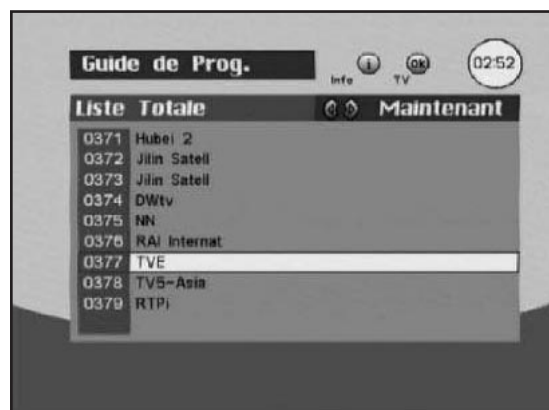 Guide de Prog.
Info i TV OK 02:52
Liste Totale Maintenant
0371 Hubei 2
0372 Jilin Satell
0373 Jilin Satell
0374 DWtv
0375 NN
0376 RAI Internat
0377 TVE
0378 TV5-Asia
0379 RTPi